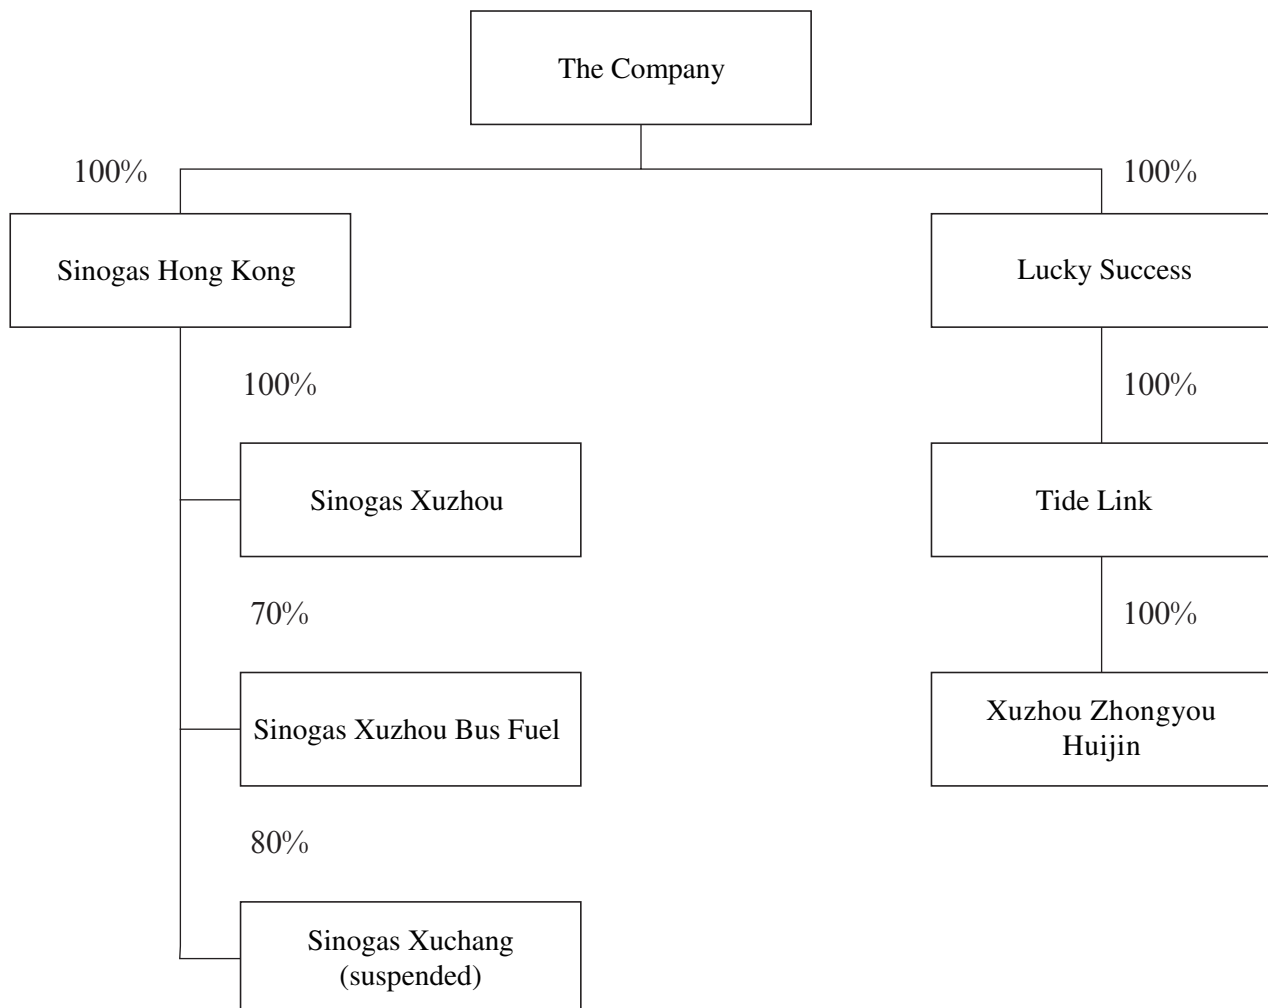 The Company
100%
100%
Sinogas Hong Kong
Lucky Success
100%
100%
Sinogas Xuzhou
Tide Link
70%
100%
Sinogas Xuzhou Bus Fuel
Xuzhou Zhongyou
Huijin
80%
Sinogas Xuchang
(suspended)